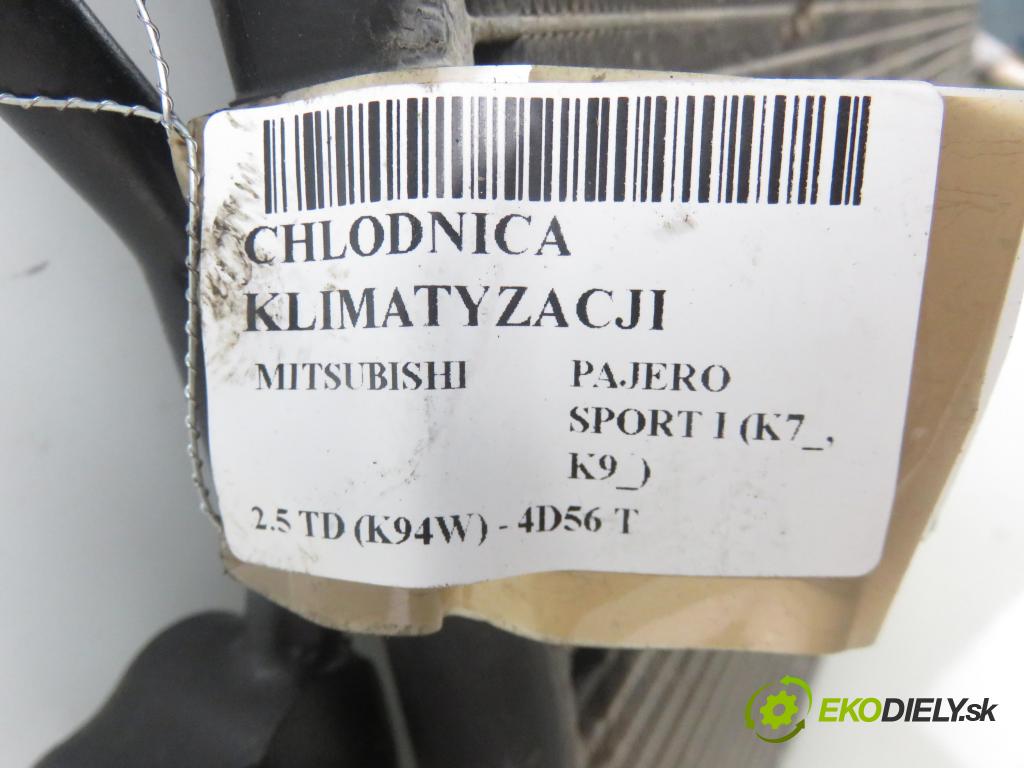 CHLODNICA
KLIMATYZACJI
MITSUBISHI PAJERO
SPORT I (K7_,
K9_)
2.5 TD (K94W) - 4D56 T
EKODIELY.sk